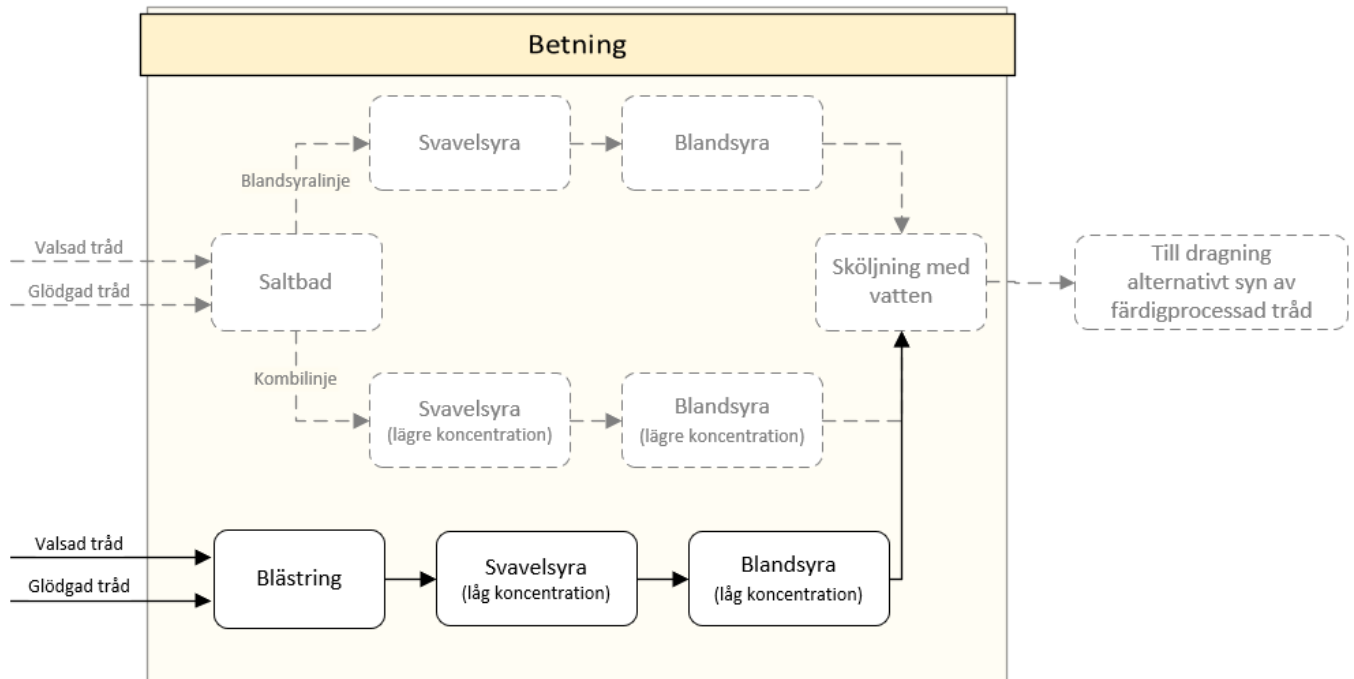 Betning
Svavelsyra
Blandsyra
Blandsyralinje
Valsad tråd
Glödgad tråd
Saltbad
Sköljning med
vatten
Till dragning
alternativt syn av
färdigprocessad tråd
Kombilinje
Svavelsyra
(lägre koncentration)
Blandsyra
(lägre koncentration)
Valsad tråd
Glödgad tråd
Blästring
Svavelsyra
(låg koncentration)
Blandsyra
(låg koncentration)